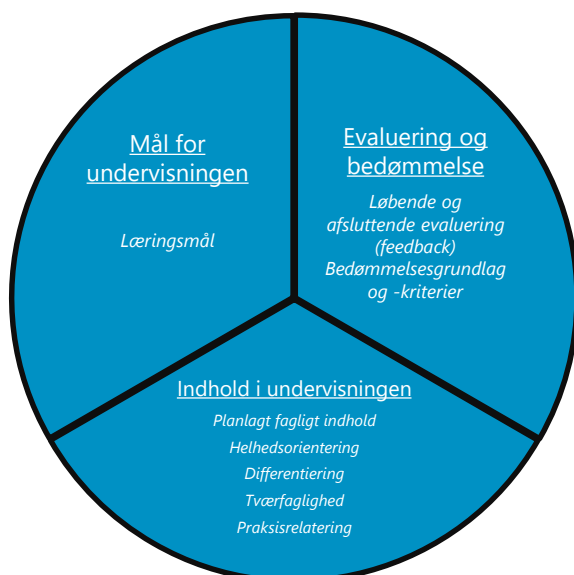 Mål for
undervisningen
Læringsmål
Evaluering og
bedømmelse
Løbende og
afsluttende evaluering
(feedback)
Bedømmelsesgrundlag
og -kriterier
Indhold i undervisningen
Planlagt fagligt indhold
Helhedsorientering
Differentiering
Tværfaglighed
Praksisrelatering